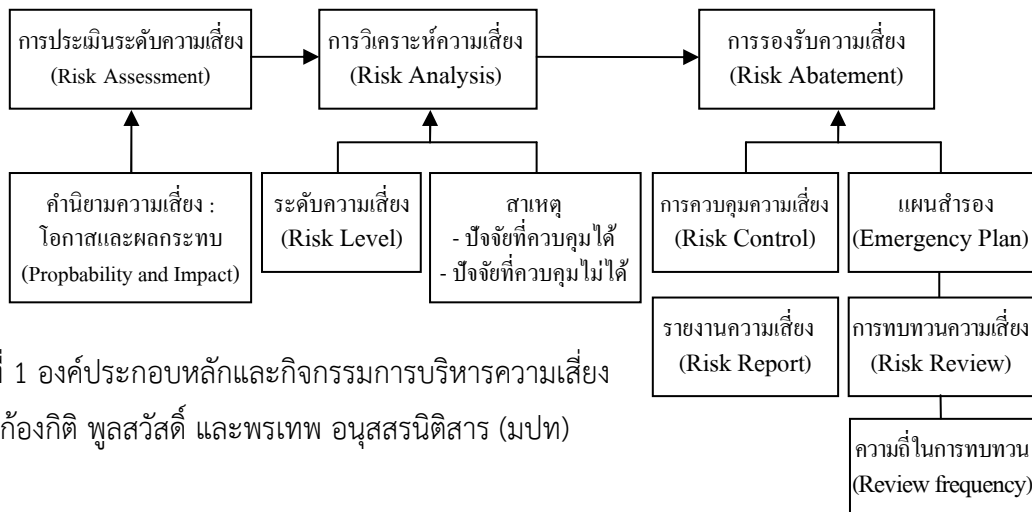 การประเมินระดับความเสี่ยง
(Risk Assessment)
การวิเคราะห์ความเสี่ยง
(Risk Analysis)
การรองรับความเสี่ยง
(Risk Abatement)
คำนิยามความเสี่ยง :
โอกาสและผลกระทบ
(Propbability and Impact)
ระดับความเสี่ยง
(Risk Level)
สาเหตุ
- ปัจจัยที่ควบคุมได้
- ปัจจัยที่ควบคุมไม่ได้
การควบคุมความเสี่ยง
(Risk Control)
แผนสำรอง
(Emergency Plan)
รายงานความเสี่ยง
(Risk Report)
การทบทวนความเสี่ยง
(Risk Review)
ความถี่ในการทบทวน
(Review frequency)
1 องค์ประกอบหลักและกิจกรรมการบริหารความเสี่ยง
ก้องกิติ พูลสวัสดิ์ และพรเทพ อนุสสรนิติสาร (มปท)